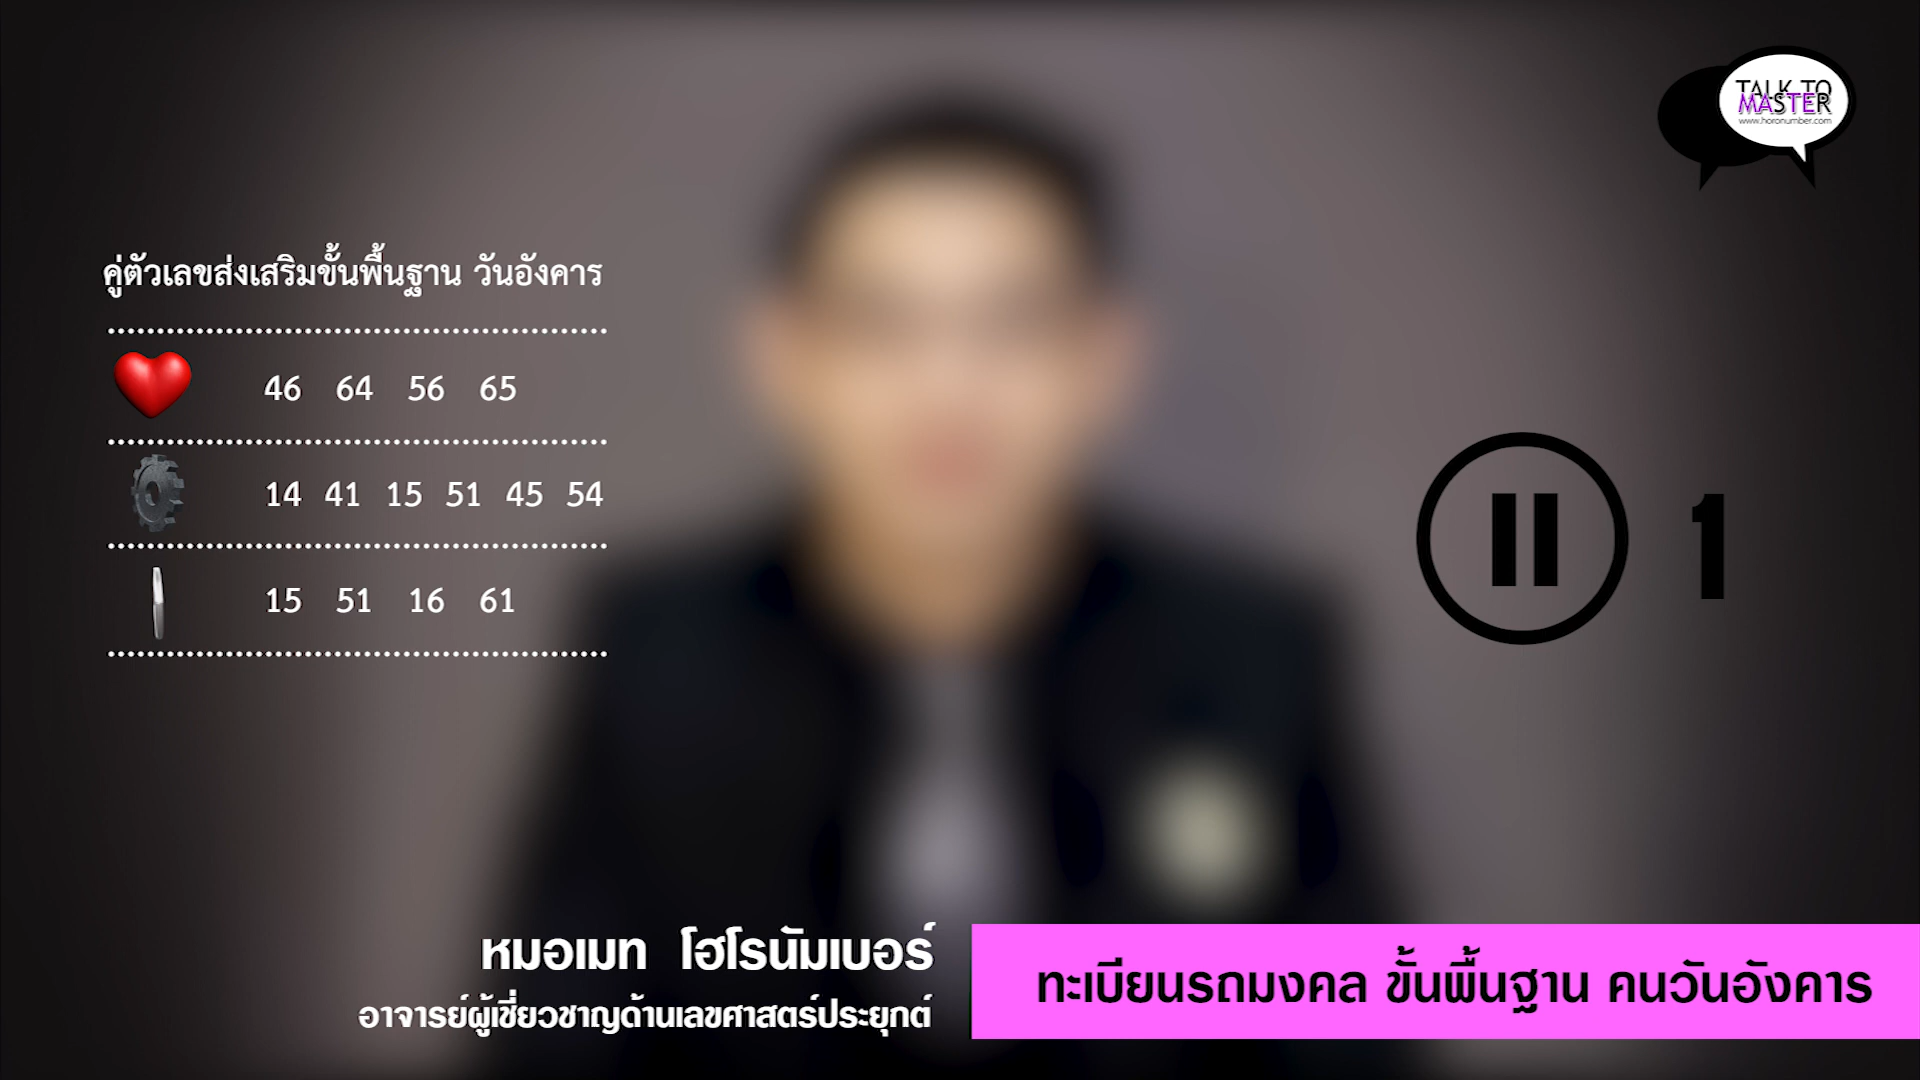 TALK TO
MASTER
www.horonumber.com
คู่ตัวเลขส่งเสริมขั้นพื้นฐาน วันอังคาร
46 64 56 65
14 41 15 51 45 54
15 51 16 61
1
หมอเมท โฮโรนัมเบอร์
อาจารย์ผู้เชี่ยวชาญด้านเลขศาสตร์ประยุกต์
ทะเบียนรถมงคล ขั้นพื้นฐาน คนวันอังคาร